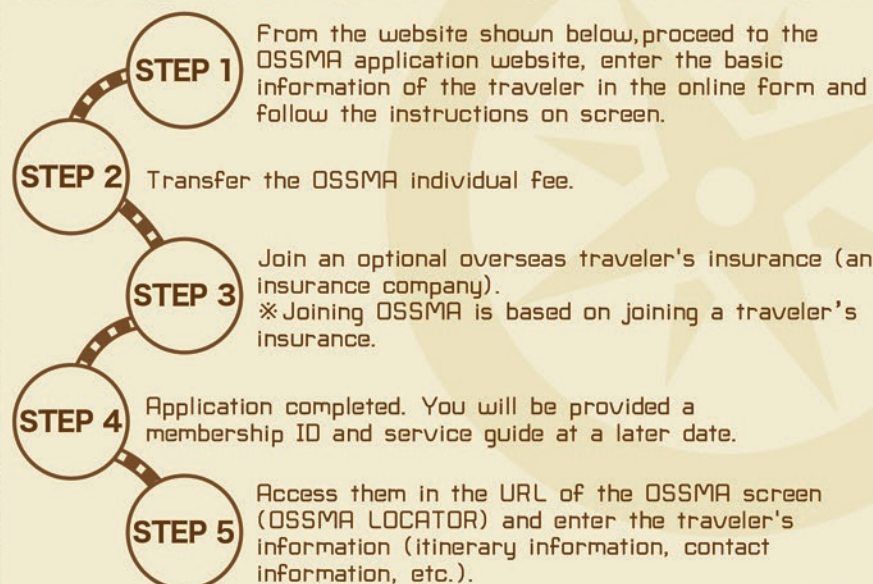 STEP 1
From the website shown below,proceed to the
OSSMA application website, enter the basic
information of the traveler in the online form and
follow the instructions on screen.
STEP 2
Transfer the OSSMA individual fee.
STEP 3
Join an optional overseas traveler's insurance (an
insurance company).
※Joining OSSMA is based on joining a traveler's
insurance.
STEP 4
Application completed. You will be provided a
membership ID and service guide at a later date.
STEP 5
Access them in the URL of the OSSMA screen
(OSSMA LOCATOR) and enter the traveler's
information (itinerary information, contact
information, etc.).